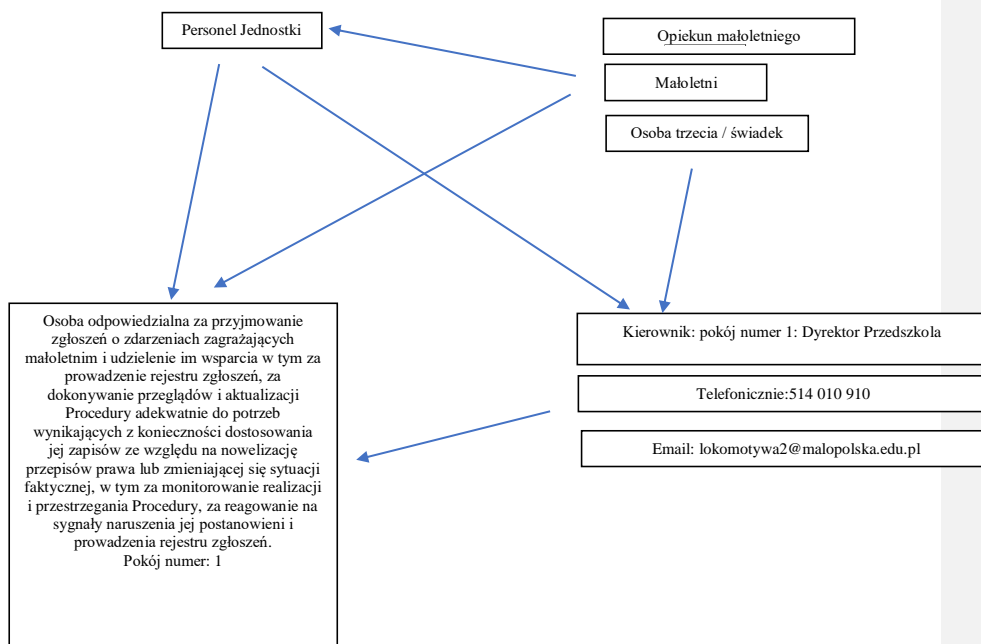 Personel Jednostki
Opiekun małoletniego
Małoletni
Osoba trzecia / świadek
Osoba odpowiedzialna za przyjmowanie
zgłoszeń o zdarzeniach zagrażających
małoletnim i udzielenie im wsparcia w tym za
prowadzenie rejestru zgłoszeń, za
dokonywanie przeglądów i aktualizacji
Procedury adekwatnie do potrzeb
wynikających z konieczności dostosowania
jej zapisów ze względu na nowelizację
przepisów prawa lub zmieniającej się sytuacji
faktycznej, w tym za monitorowanie realizacji
i przestrzegania Procedury, za reagowanie na
sygnały naruszenia jej postanowieni i
prowadzenia rejestru zgłoszeń.
Pokój numer: 1
Kierownik: pokój numer 1: Dyrektor Przedszkola
Telefonicznie:514 010 910
Email: lokomotywa2@malopolska.edu.pl